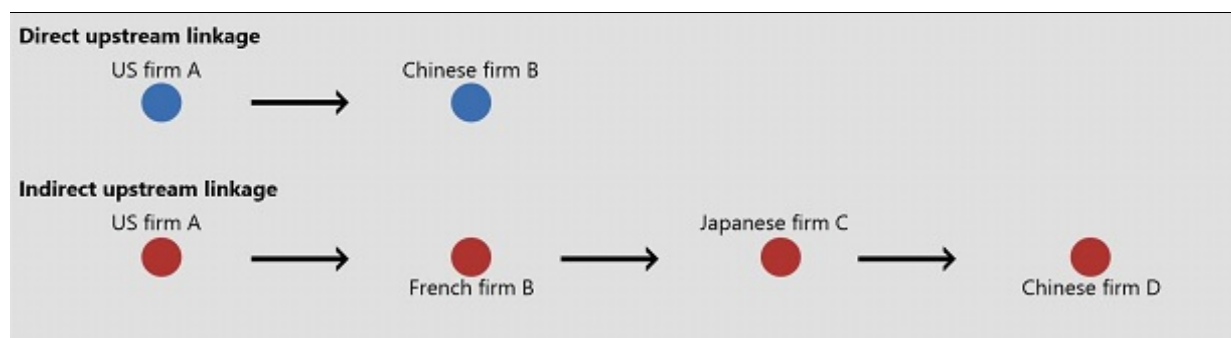 Direct upstream linkage
US firm A
Chinese firm B
Indirect upstream linkage
US firm A
Japanese firm C
French firm B
Chinese firm D